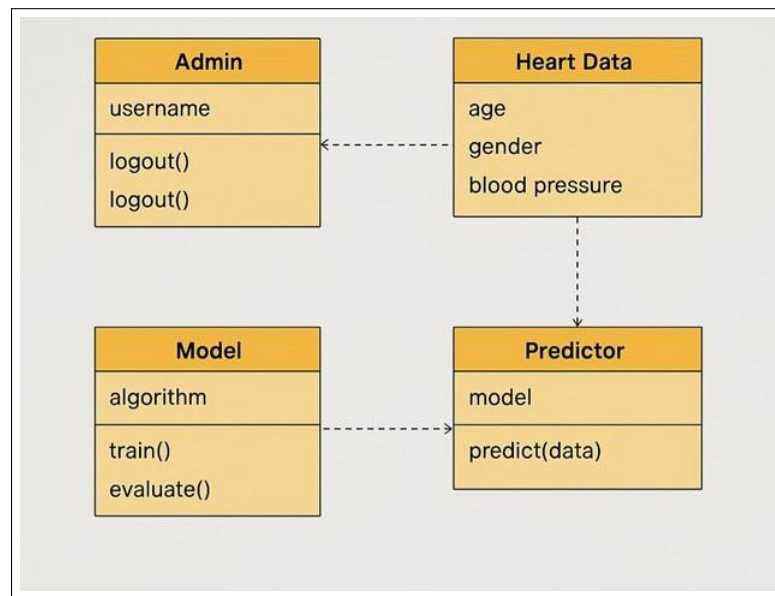 Admin
username
logout()
logout()
Heart Data
age
gender
blood pressure
Model
algorithm
train()
evaluate()
Predictor
model
predict(data)